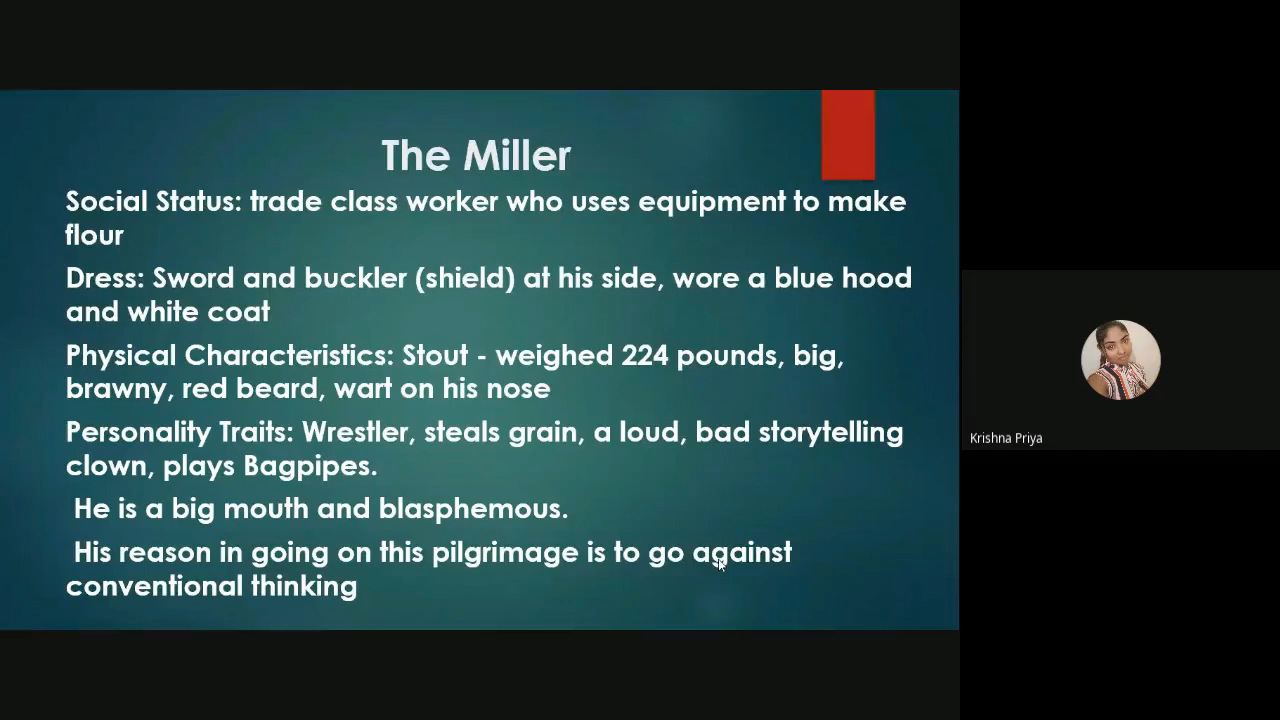 The Miller
Social Status: trade class worker who uses equipment to make
flour
Dress: Sword and buckler (shield) at his side, wore a blue hood
and white coat
Physical Characteristics: Stout - weighed 224 pounds, big,
brawny, red beard, wart on his nose
Personality Traits: Wrestler, steals grain, a loud, bad storytelling
clown, plays Bagpipes.
He is a big mouth and blasphemous.
His reason in going on this pilgrimage is to go against
conventional thinking
Krishna Priya